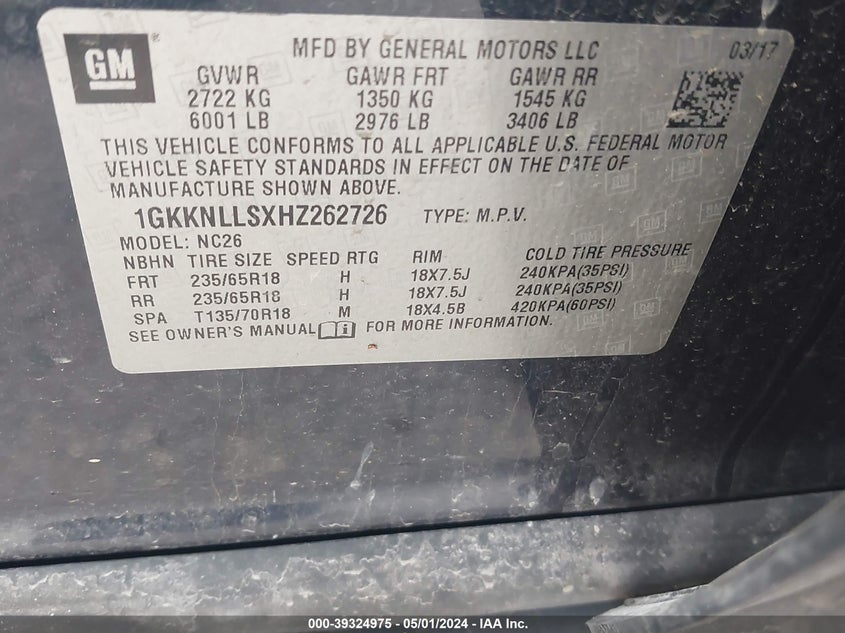 GM® MFD BY GENERAL MOTORS LLC 03/17
GVWR GAWR FRT GAWR RR
2722 KG 1350 KG 1545 KG
6001 LB 2976 LB 3406 LB
THIS VEHICLE CONFORMS TO ALL APPLICABLE U.S. FEDERAL MOTOR
VEHICLE SAFETY STANDARDS IN EFFECT ON THE DATE OF
MANUFACTURE SHOWN ABOVE.
1GKKNLLSXHZ262726 TYPE: M.P.V.
MODEL: NC26
NBHN TIRE SIZE SPEED RTG RIM COLD TIRE PRESSURE
FRT 235/65R18 H 18X7.5J 240KPA(35PSI)
RR 235/65R18 H 18X7.5J 240KPA(35PSI)
SPA T135/70R18 M 18X4.5B 420KPA(60PSI)
SEE OWNER'S MANUAL FOR MORE INFORMATION.
000-39324975 / 05/01/2024 - IAA Inc.